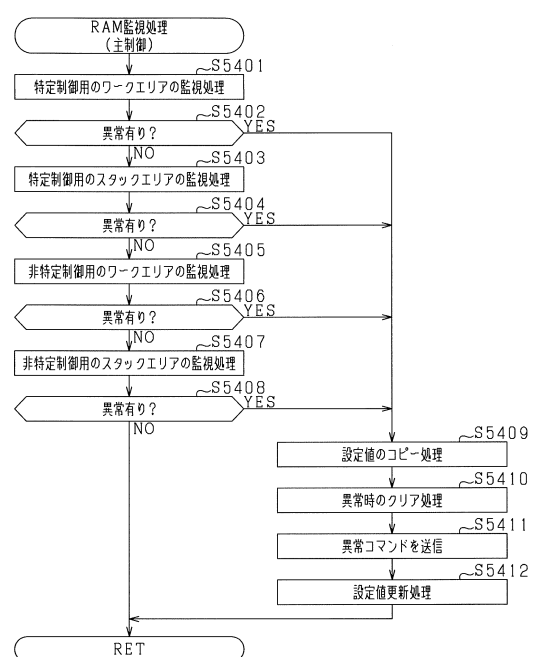 RAM監視処理
(主制御)
S5401
特定制御用のワークエリアの監視処理
S5402
異常有り?
YES
NO
S5403
特定制御用のスタックエリアの監視処理
S5404
異常有り?
YES
NO
S5405
非特定制御用のワークエリアの監視処理
S5406
異常有り?
YES
NO
S5407
非特定制御用のスタックエリアの監視処理
S5408
異常有り?
YES
NO
S5409
設定値のコピー処理
S5410
異常時のクリア処理
S5411
異常コマンドを送信
S5412
設定値更新処理
RET